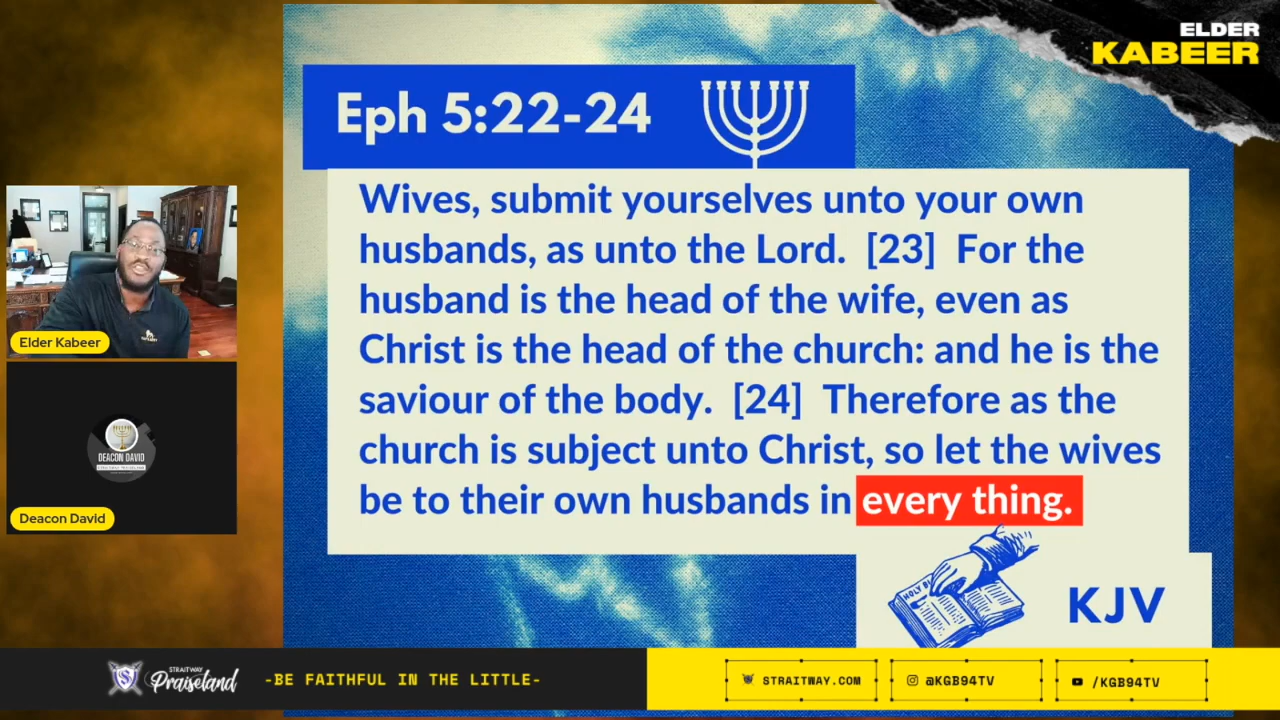 ELDER
KABEER
Eph 5:22-24
Wives, submit yourselves unto your own
husbands, as unto the Lord. [23] For the
husband is the head of the wife, even as
Christ is the head of the church: and he is the
saviour of the body. [24] Therefore as the
church is subject unto Christ, so let the wives
be to their own husbands in every thing.
Elder Kabeer
DEACON DAVID
Deacon David
KJV
STRAITWAY
Praiseland
-BE FAITHFUL IN THE LITTLE-
STRAITWAY.COM
@KGB94TV
/KGB94TV